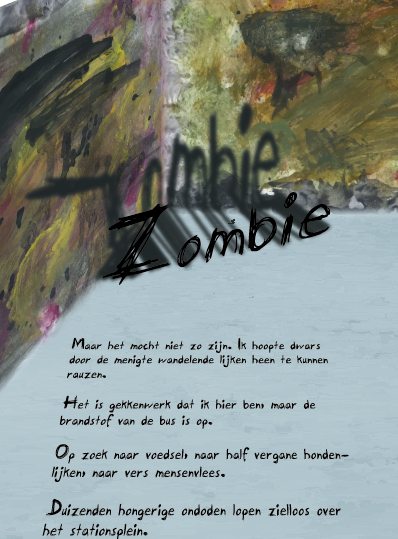 Zombie
Zombie
Maar het mocht niet zo zijn. Ik hoopte dwars
door de menigte wandelende lijken heen te kunnen
rauzen.
Het is gekkenwerk dat ik hier ben, maar de
brandstof van de bus is op.
Op zoek naar voedsel, naar half vergane honden-
lijken, naar vers mensenvlees.
Duizenden hongerige ondoden lopen zielloos over
het stationsplein.